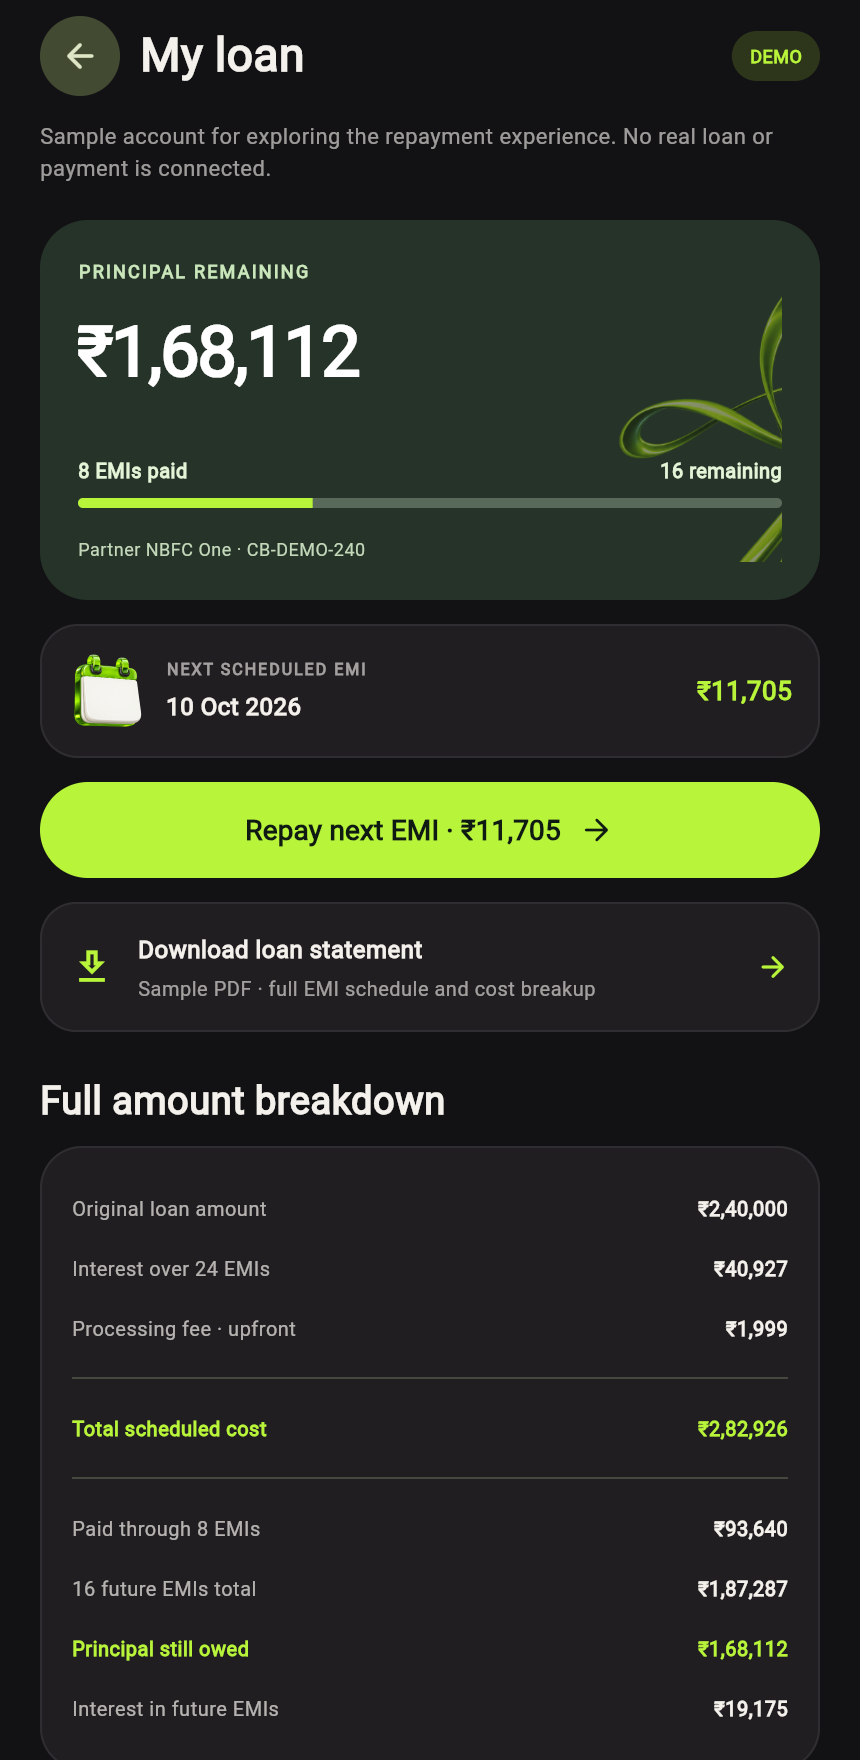 My loan
DEMO
Sample account for exploring the repayment experience. No real loan or
payment is connected.
PRINCIPAL REMAINING
₹1,68,112
8 EMIs paid
16 remaining
Partner NBFC One · CB-DEMO-240
NEXT SCHEDULED EMI
10 Oct 2026
₹11,705
Repay next EMI · ₹11,705
Download loan statement
Sample PDF · full EMI schedule and cost breakup
Full amount breakdown
Original loan amount ₹2,40,000
Interest over 24 EMIs ₹40,927
Processing fee · upfront ₹1,999
Total scheduled cost ₹2,82,926
Paid through 8 EMIs ₹93,640
16 future EMIs total ₹1,87,287
Principal still owed ₹1,68,112
Interest in future EMIs ₹19,175